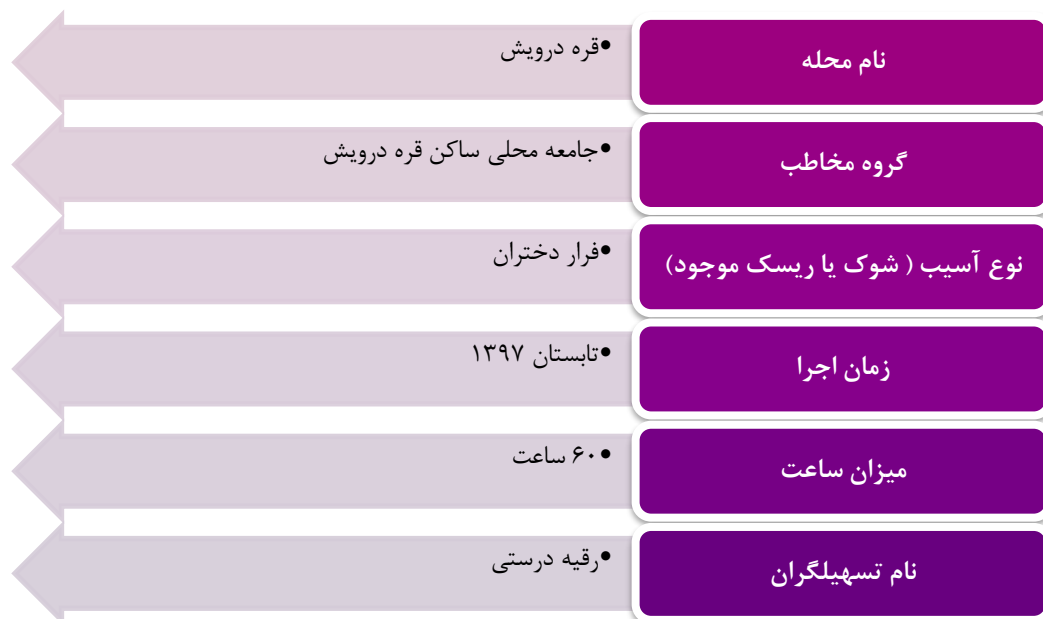 نام محله
•قره درویش
گروه مخاطب
•جامعه محلی ساکن قره درویش
نوع آسیب ( شوک یا ریسک موجود)
•فرار دختران
زمان اجرا
•تابستان ۱۳۹۷
میزان ساعت
•۶۰ ساعت
نام تسهیلگران
•رقیه درستی